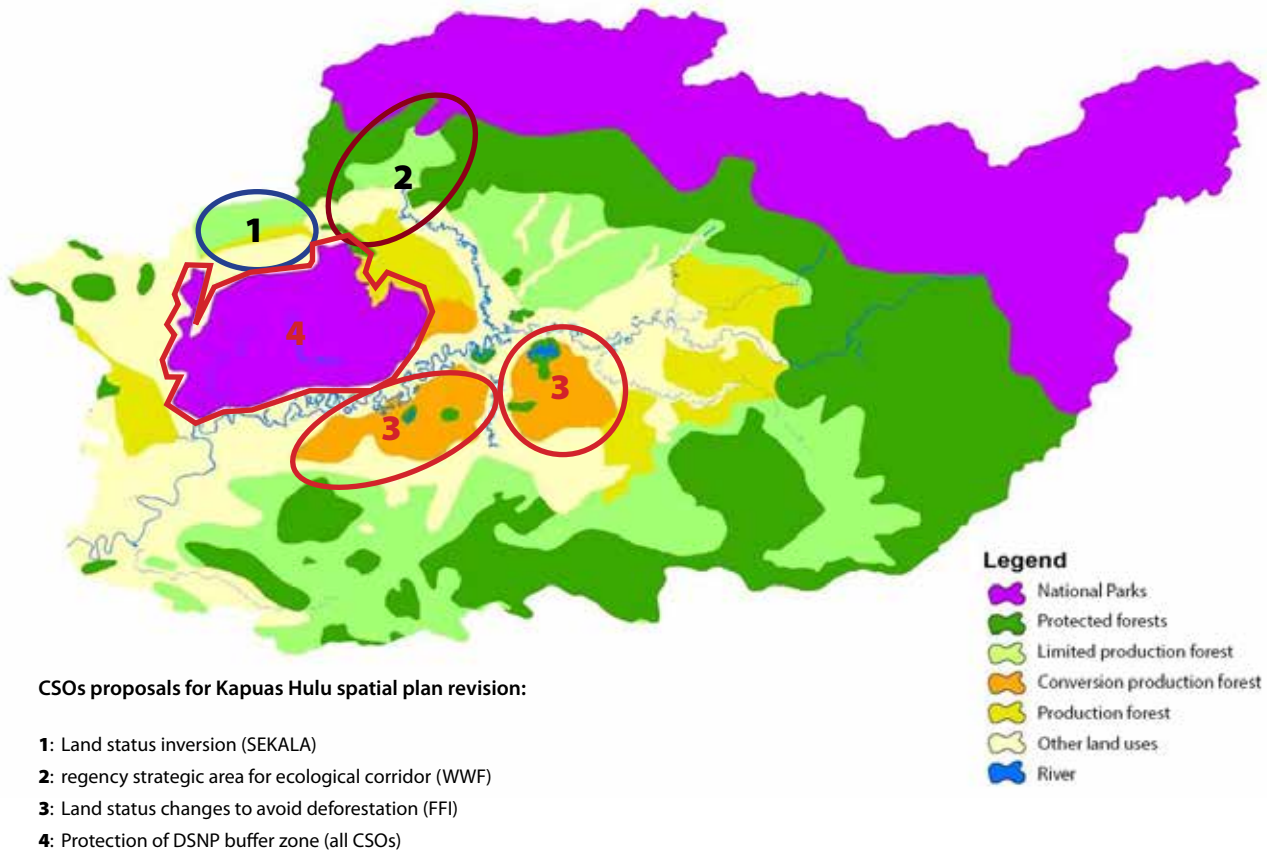 1
2
3
3
4
Legend
National Parks
Protected forests
Limited production forest
Conversion production forest
Production forest
Other land uses
River
CSOs proposals for Kapuas Hulu spatial plan revision:
1: Land status inversion (SEKALA)
2: regency strategic area for ecological corridor (WWF)
3: Land status changes to avoid deforestation (FFI)
4: Protection of DSNP buffer zone (all CSOs)